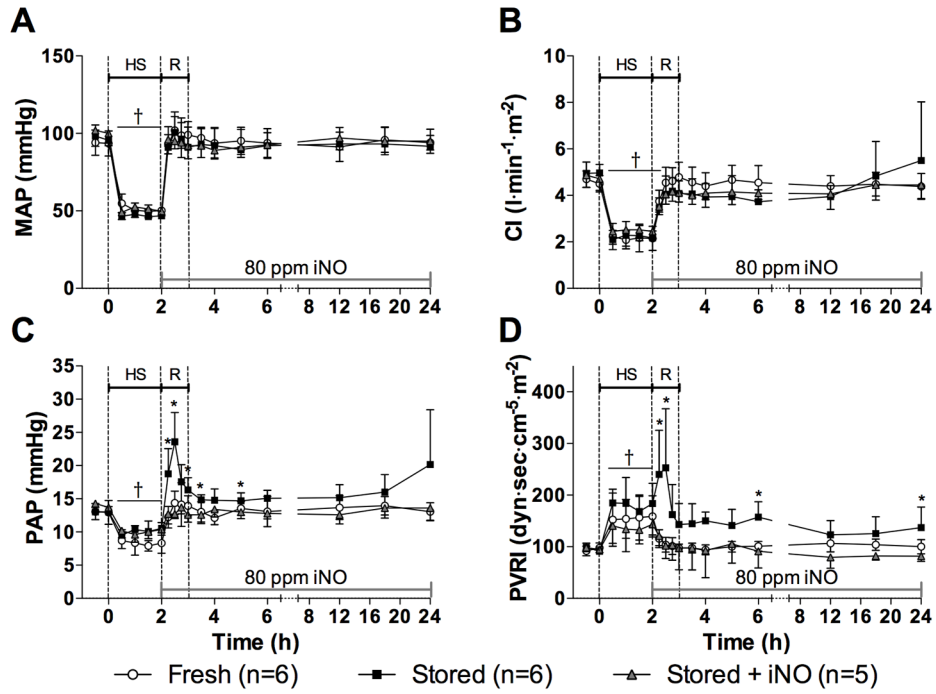 A
B
HS R
HS R
150
100
50
0
MAP (mmHg)
†
80 ppm iNO
0 2 4 6 8 12 16 20 24
10
8
6
4
2
0
CI (l·min⁻¹·m⁻²)
†
80 ppm iNO
0 2 4 6 8 12 16 20 24
C
D
HS R
HS R
35
30
25
20
15
10
5
0
PAP (mmHg)
†
* * * * *
80 ppm iNO
0 2 4 6 8 12 16 20 24
Time (h)
400
300
200
100
0
PVRI (dyn·sec·cm⁻⁵·m⁻²)
†
* * * *
80 ppm iNO
0 2 4 6 8 12 16 20 24
Time (h)
Fresh (n=6) Stored (n=6) Stored + iNO (n=5)